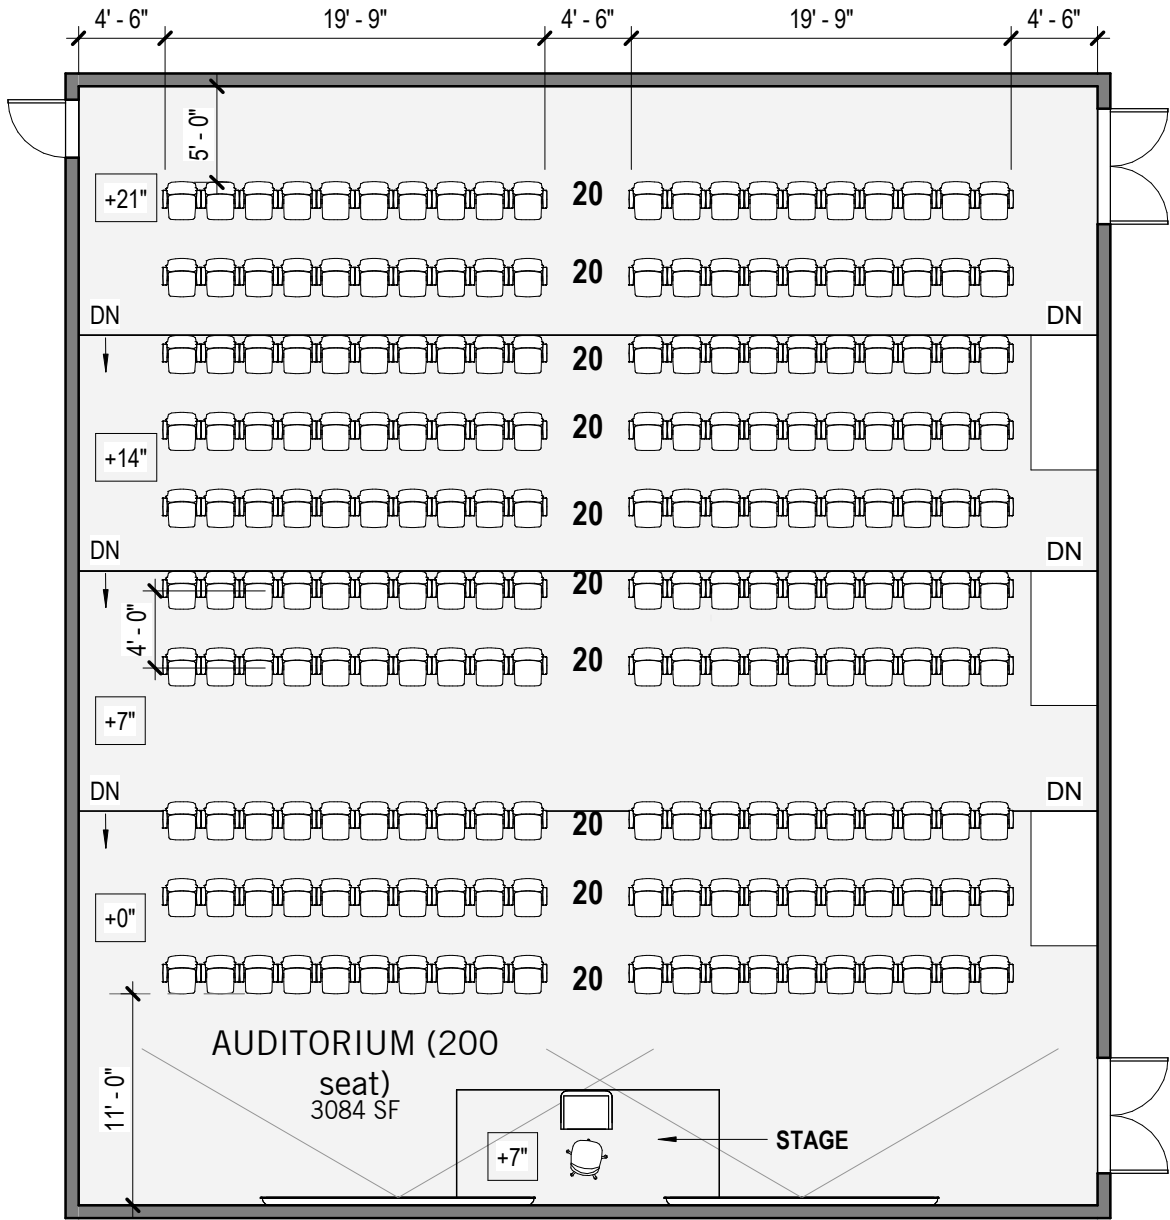 4' - 6" 19' - 9" 4' - 6" 19' - 9" 4' - 6"
5' - 0"
+21" 20
20
DN DN
20
20
+14"
20
DN DN
20
4' - 0"
20
+7"
DN DN
20
20
+0"
20
AUDITORIUM (200
seat)
3084 SF
11' - 0"
STAGE
+7"